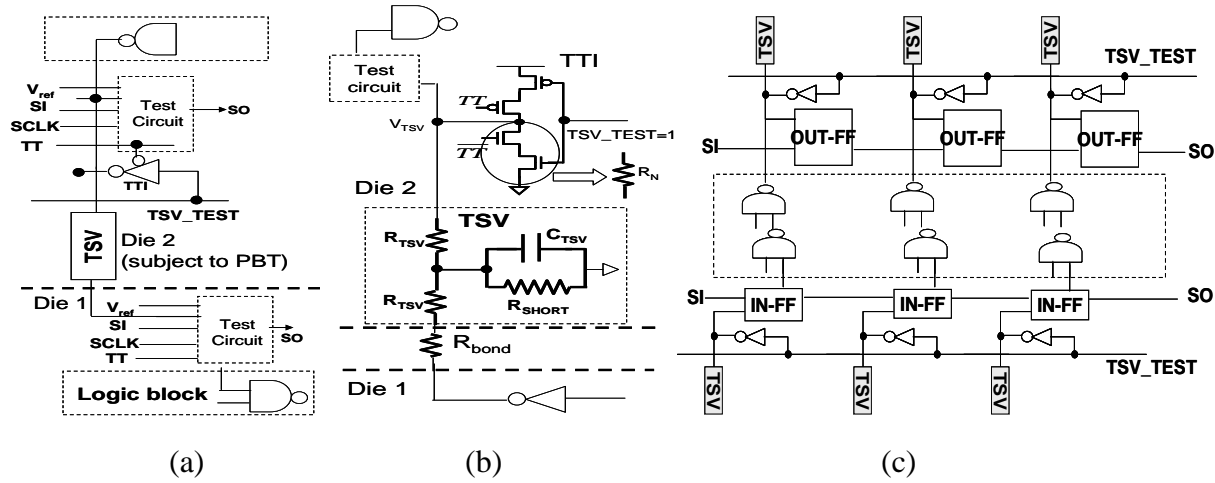 V_ref
SI
SCLK
TT
Test
Circuit
SO
TTI
TSV_TEST
TSV
Die 2
(subject to PBT)
Die 1
V_ref
SI
SCLK
TT
Test
Circuit
SO
Logic block
(a)
Test
circuit
TTI
TT
V_TSV
TSV_TEST=1
TT
R_N
Die 2
TSV
R_TSV
C_TSV
R_TSV
R_SHORT
R_bond
Die 1
(b)
TSV
TSV
TSV
TSV_TEST
OUT-FF
OUT-FF
OUT-FF
SI
SO
SI
IN-FF
IN-FF
IN-FF
SO
TSV_TEST
TSV
TSV
TSV
(c)